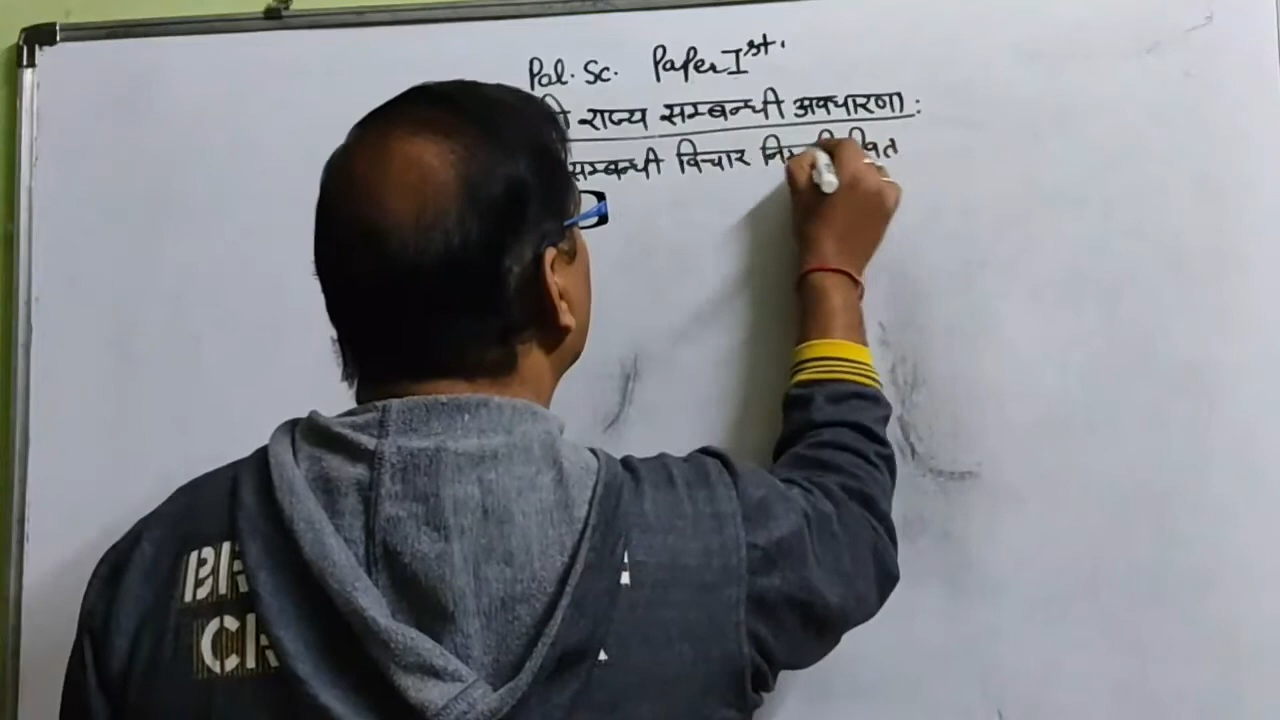 Pol. Sc. Paper Ist.
राज्य सम्बन्धी अवधारणा :
सम्बन्धी विचार